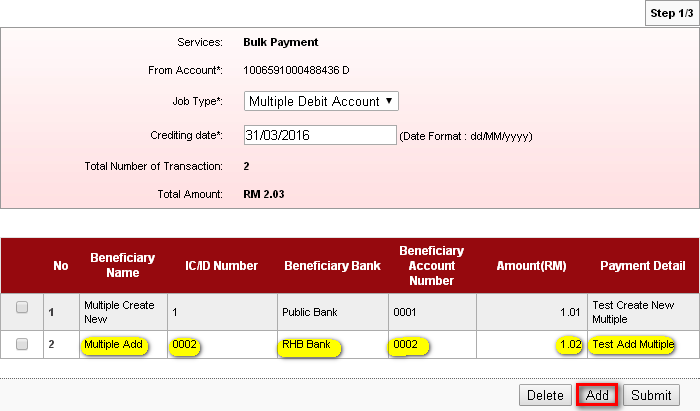 Step 1/3
Services: Bulk Payment
From Account*: 1006591000488436 D
Job Type*: Multiple Debit Account
Crediting date*: 31/03/2016 (Date Format : dd/MM/yyyy)
Total Number of Transaction: 2
Total Amount: RM 2.03
No Beneficiary Name IC/ID Number Beneficiary Bank Beneficiary Account Number Amount(RM) Payment Detail
1 Multiple Create New 1 Public Bank 0001 1.01 Test Create New Multiple
2 Multiple Add 0002 RHB Bank 0002 1.02 Test Add Multiple
Delete Add Submit